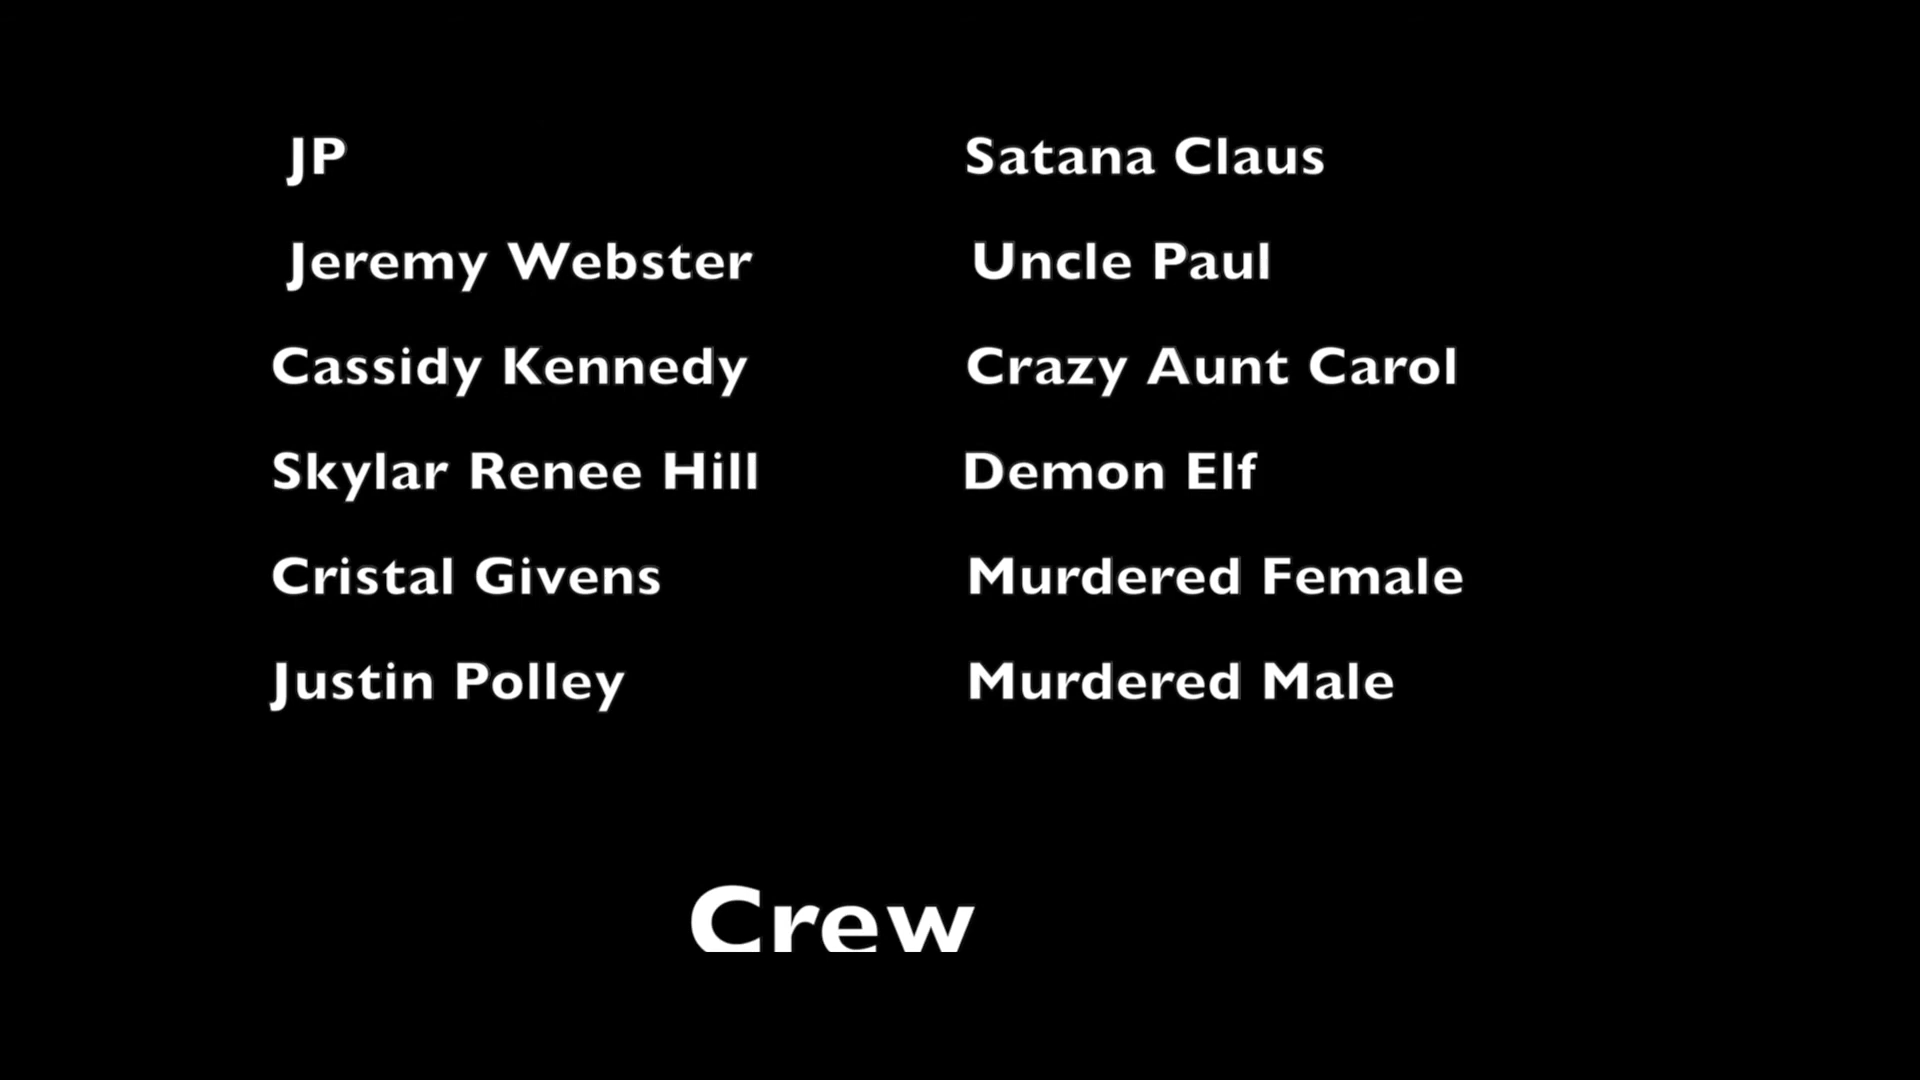 JP Satana Claus
Jeremy Webster Uncle Paul
Cassidy Kennedy Crazy Aunt Carol
Skylar Renee Hill Demon Elf
Cristal Givens Murdered Female
Justin Polley Murdered Male
Crew